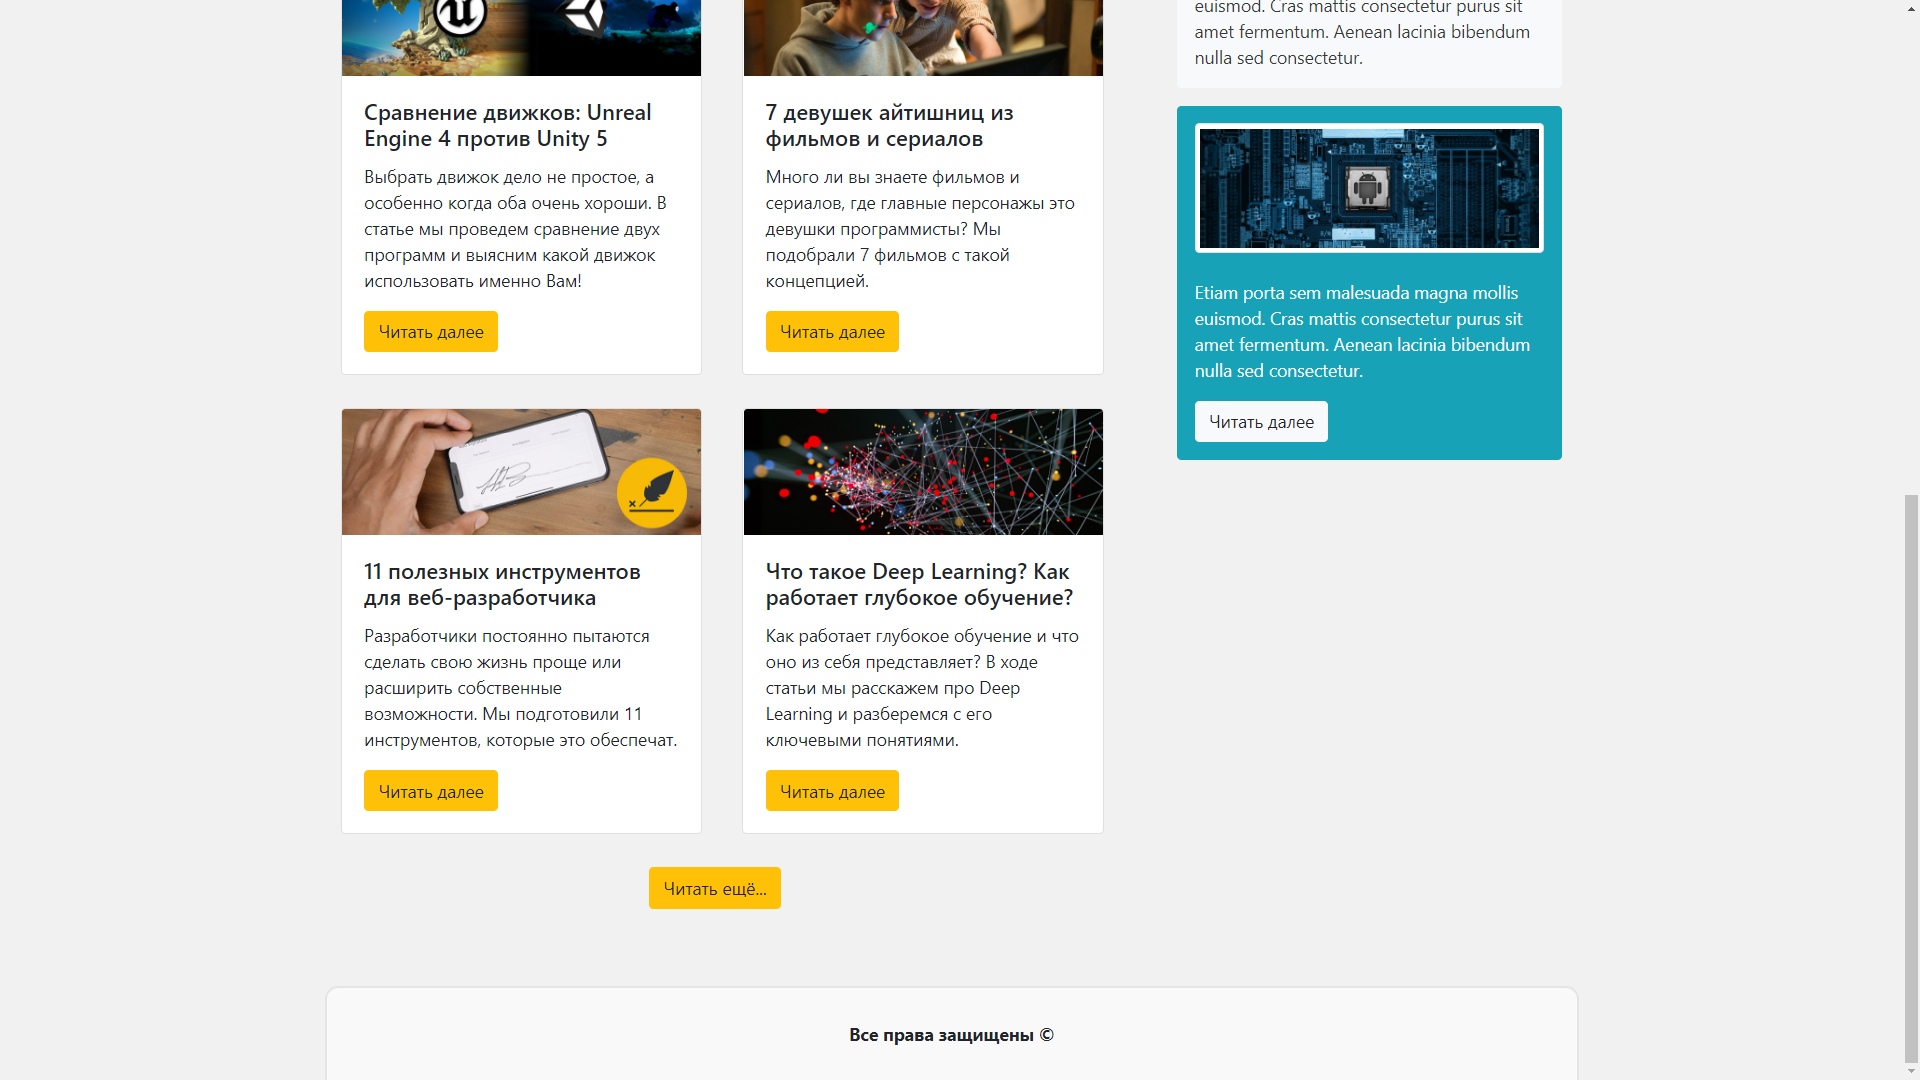 Сравнение движков: Unreal
Engine 4 против Unity 5
Выбрать движок дело не простое, а
особенно когда оба очень хороши. В
статье мы проведем сравнение двух
программ и выясним какой движок
использовать именно Вам!
Читать далее
7 девушек айтишниц из
фильмов и сериалов
Много ли вы знаете фильмов и
сериалов, где главные персонажы это
девушки программисты? Мы
подобрали 7 фильмов с такой
концепцией.
Читать далее
11 полезных инструментов
для веб-разработчика
Разработчики постоянно пытаются
сделать свою жизнь проще или
расширить собственные
возможности. Мы подготовили 11
инструментов, которые это обеспечат.
Читать далее
Что такое Deep Learning? Как
работает глубокое обучение?
Как работает глубокое обучение и что
оно из себя представляет? В ходе
статьи мы расскажем про Deep
Learning и разберемся с его
ключевыми понятиями.
Читать далее
Читать ещё...
euismod. Cras mattis consectetur purus sit
amet fermentum. Aenean lacinia bibendum
nulla sed consectetur.
Etiam porta sem malesuada magna mollis
euismod. Cras mattis consectetur purus sit
amet fermentum. Aenean lacinia bibendum
nulla sed consectetur.
Читать далее
Все права защищены ©